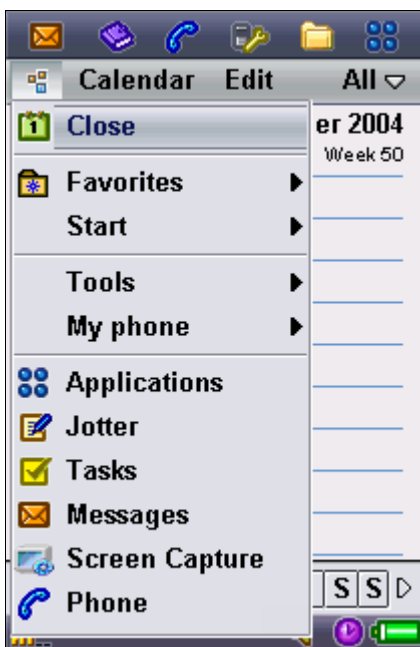 Calendar Edit All
1 Close
er 2004
Week 50
Favorites
Start
Tools
My phone
Applications
Jotter
Tasks
Messages
Screen Capture
Phone
S S